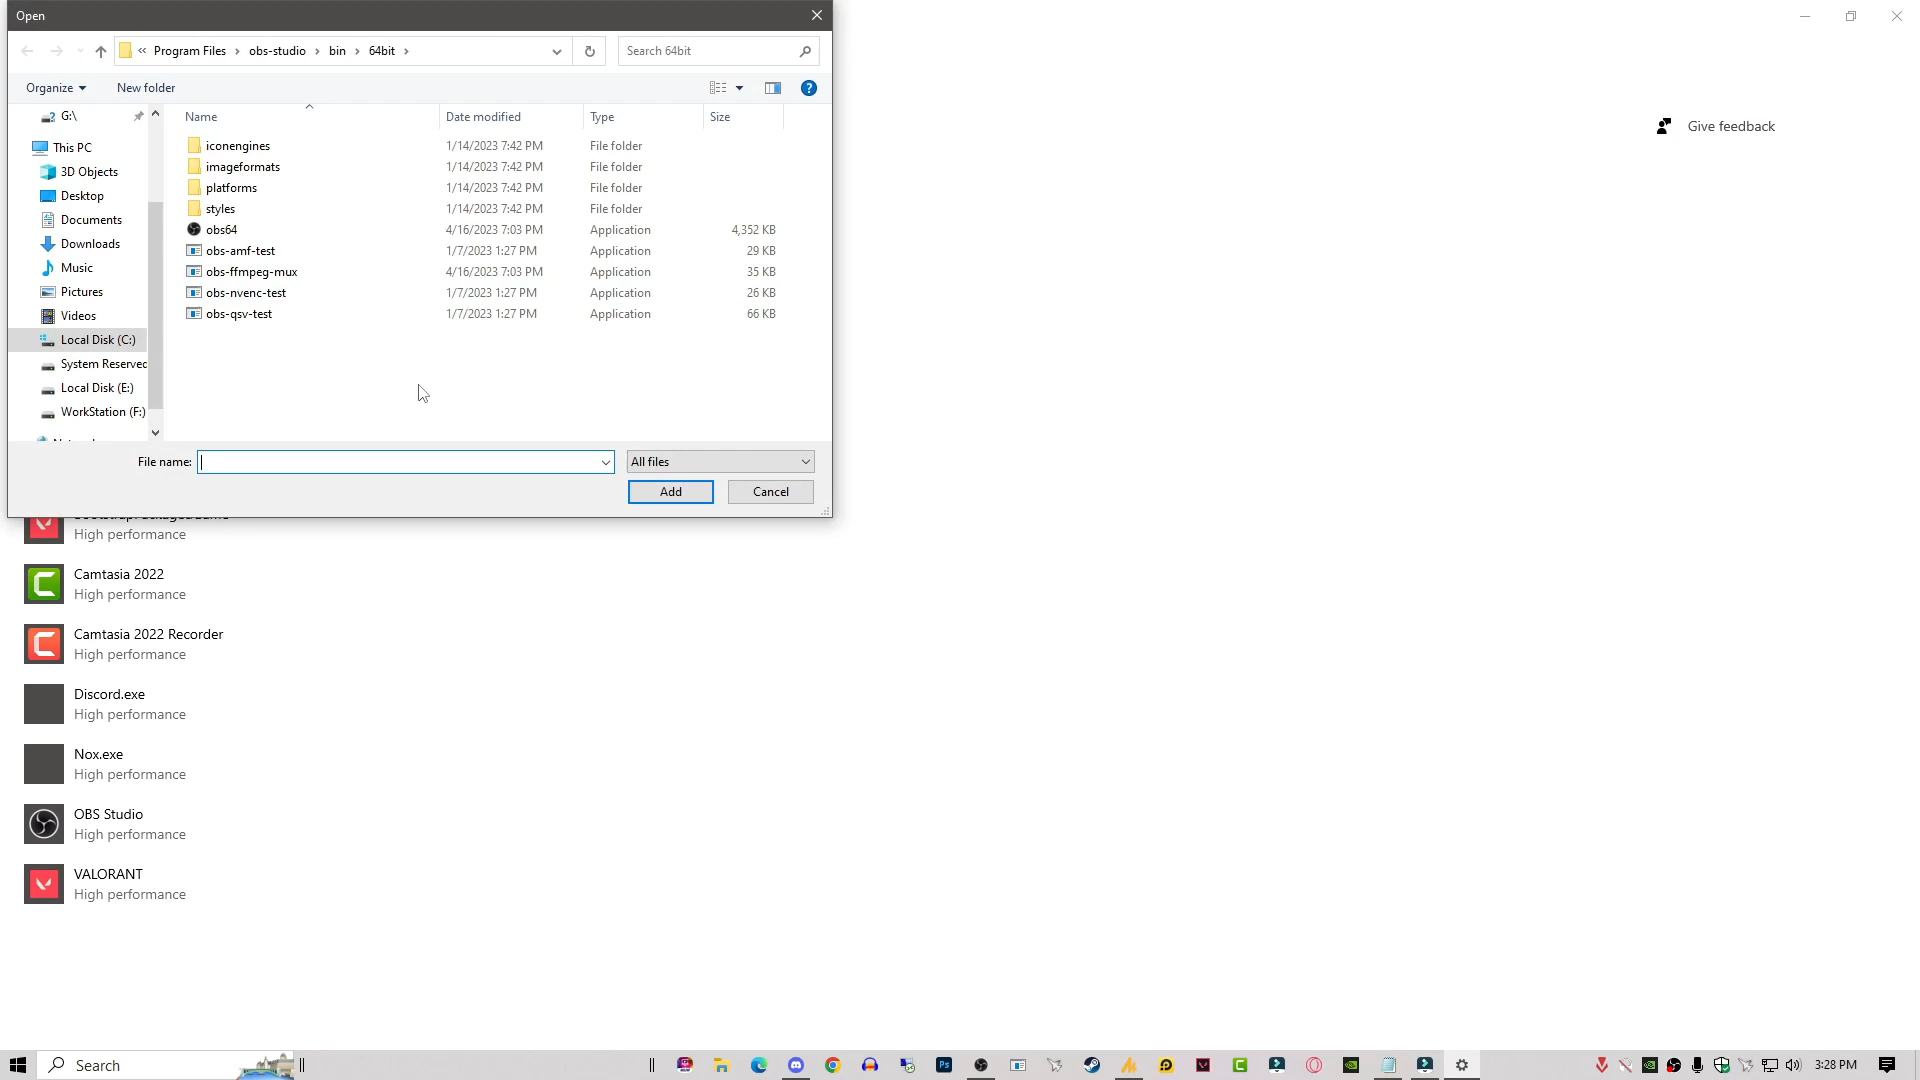 Open
« Program Files › obs-studio › bin › 64bit ›
Search 64bit
Organize
New folder
?
Name Date modified Type Size
G:\
This PC
3D Objects
Desktop
Documents
Downloads
Music
Pictures
Videos
Local Disk (C:)
System Reserved
Local Disk (E:)
WorkStation (F:)
iconengines 1/14/2023 7:42 PM File folder
imageformats 1/14/2023 7:42 PM File folder
platforms 1/14/2023 7:42 PM File folder
styles 1/14/2023 7:42 PM File folder
obs64 4/16/2023 7:03 PM Application 4,352 KB
obs-amf-test 1/7/2023 1:27 PM Application 29 KB
obs-ffmpeg-mux 4/16/2023 7:03 PM Application 35 KB
obs-nvenc-test 1/7/2023 1:27 PM Application 26 KB
obs-qsv-test 1/7/2023 1:27 PM Application 66 KB
File name:
All files
Add
Cancel
Give feedback
High performance
Camtasia 2022
High performance
Camtasia 2022 Recorder
High performance
Discord.exe
High performance
Nox.exe
High performance
OBS Studio
High performance
VALORANT
High performance
Search
Ps
3:28 PM